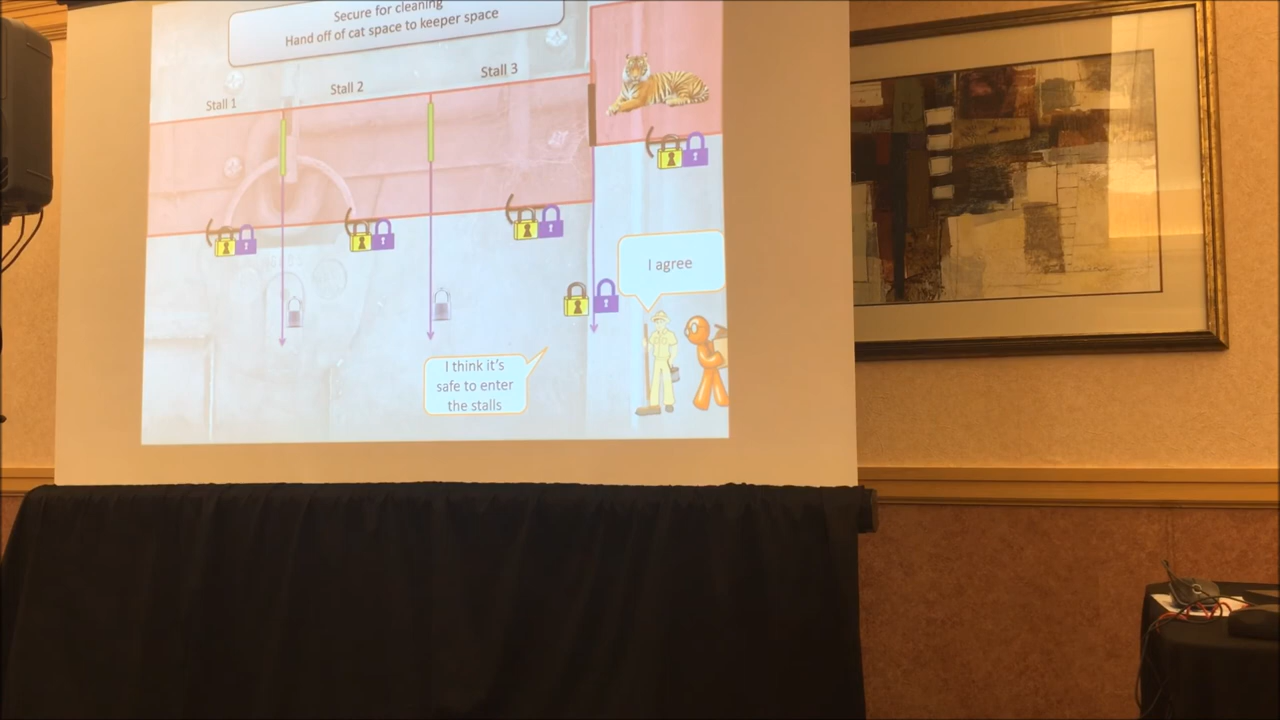 Secure for cleaning
Hand off of cat space to keeper space
Stall 1
Stall 2
Stall 3
I agree
I think it's
safe to enter
the stalls